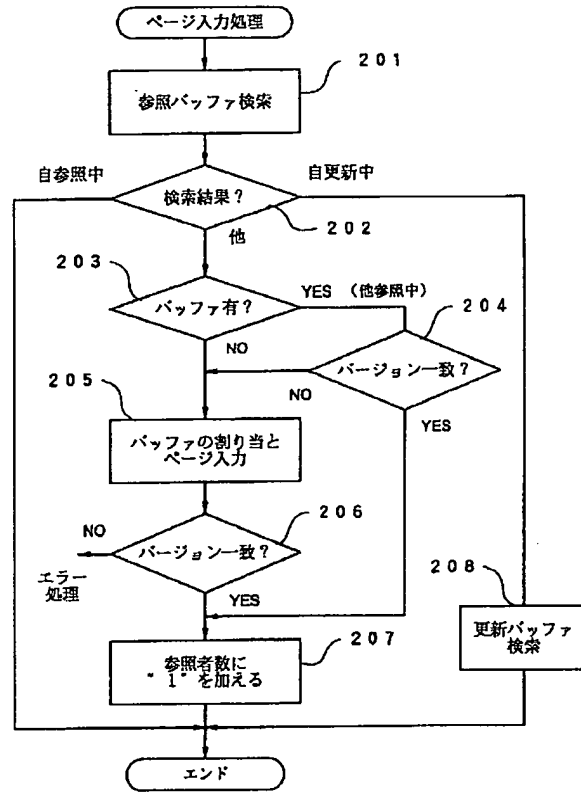 ページ入力処理
201
参照バッファ検索
自参照中
自更新中
検索結果?
202
他
203
YES (他参照中)
204
バッファ有?
NO
バージョン一致?
NO
205
YES
バッファの割り当と
ページ入力
206
NO
バージョン一致?
エラー
処理
208
YES
207
更新バッファ
検索
参照者数に
"1"を加える
エンド